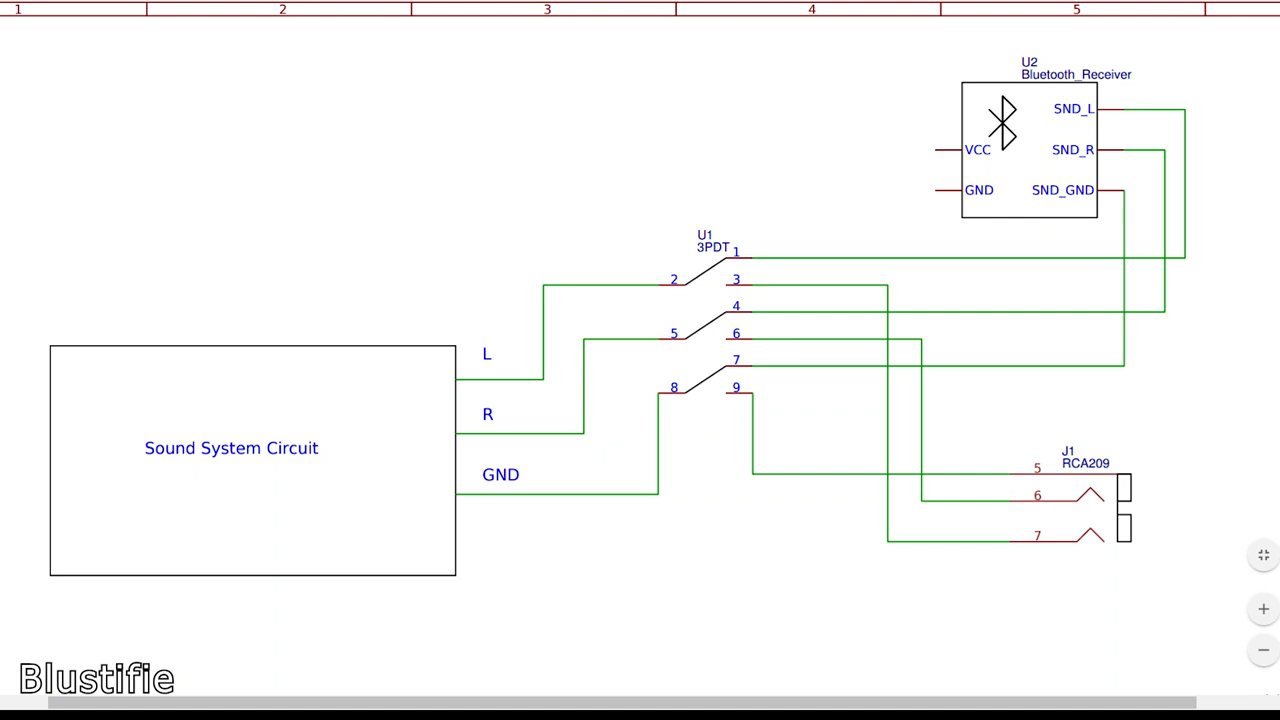 1 2 3 4 5
U2
Bluetooth_Receiver
SND_L
VCC SND_R
GND SND_GND
U1
3PDT
1
2 3
4
5 6
7
8 9
L
R
Sound System Circuit
GND
J1
RCA209
5
6
7
Blustifie